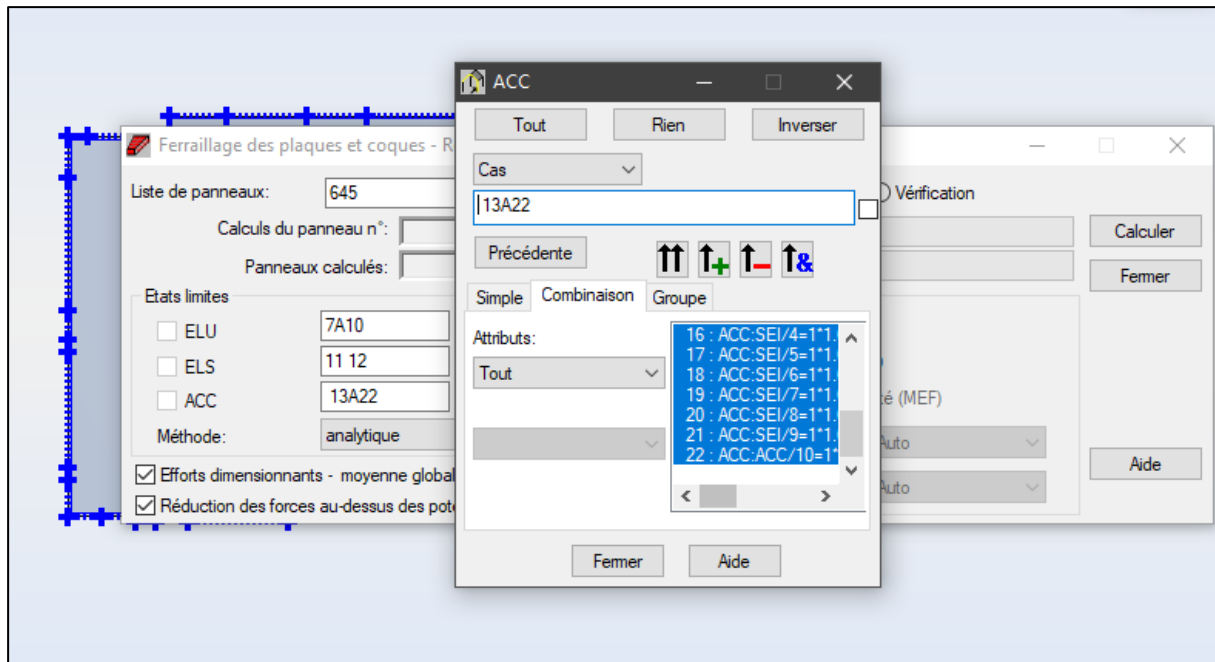 ACC
Tout Rien Inverser
Cas
13A22
Précédente
&
Simple Combinaison Groupe
Attributs:
Tout
16 : ACC:SEI/4=1*1.
17 : ACC:SEI/5=1*1.
18 : ACC:SEI/6=1*1.
19 : ACC:SEI/7=1*1.
20 : ACC:SEI/8=1*1.
21 : ACC:SEI/9=1*1.
22 : ACC:ACC/10=1*
Fermer Aide
Ferraillage des plaques et coques - R
Liste de panneaux: 645
Vérification
Calculs du panneau n°:
Calculer
Panneaux calculés:
Fermer
Etats limites
ELU 7A10
ELS 11 12
ACC 13A22
té (MEF)
Méthode: analytique
Auto
Efforts dimensionnants - moyenne global
Aide
Réduction des forces au-dessus des pot
Auto